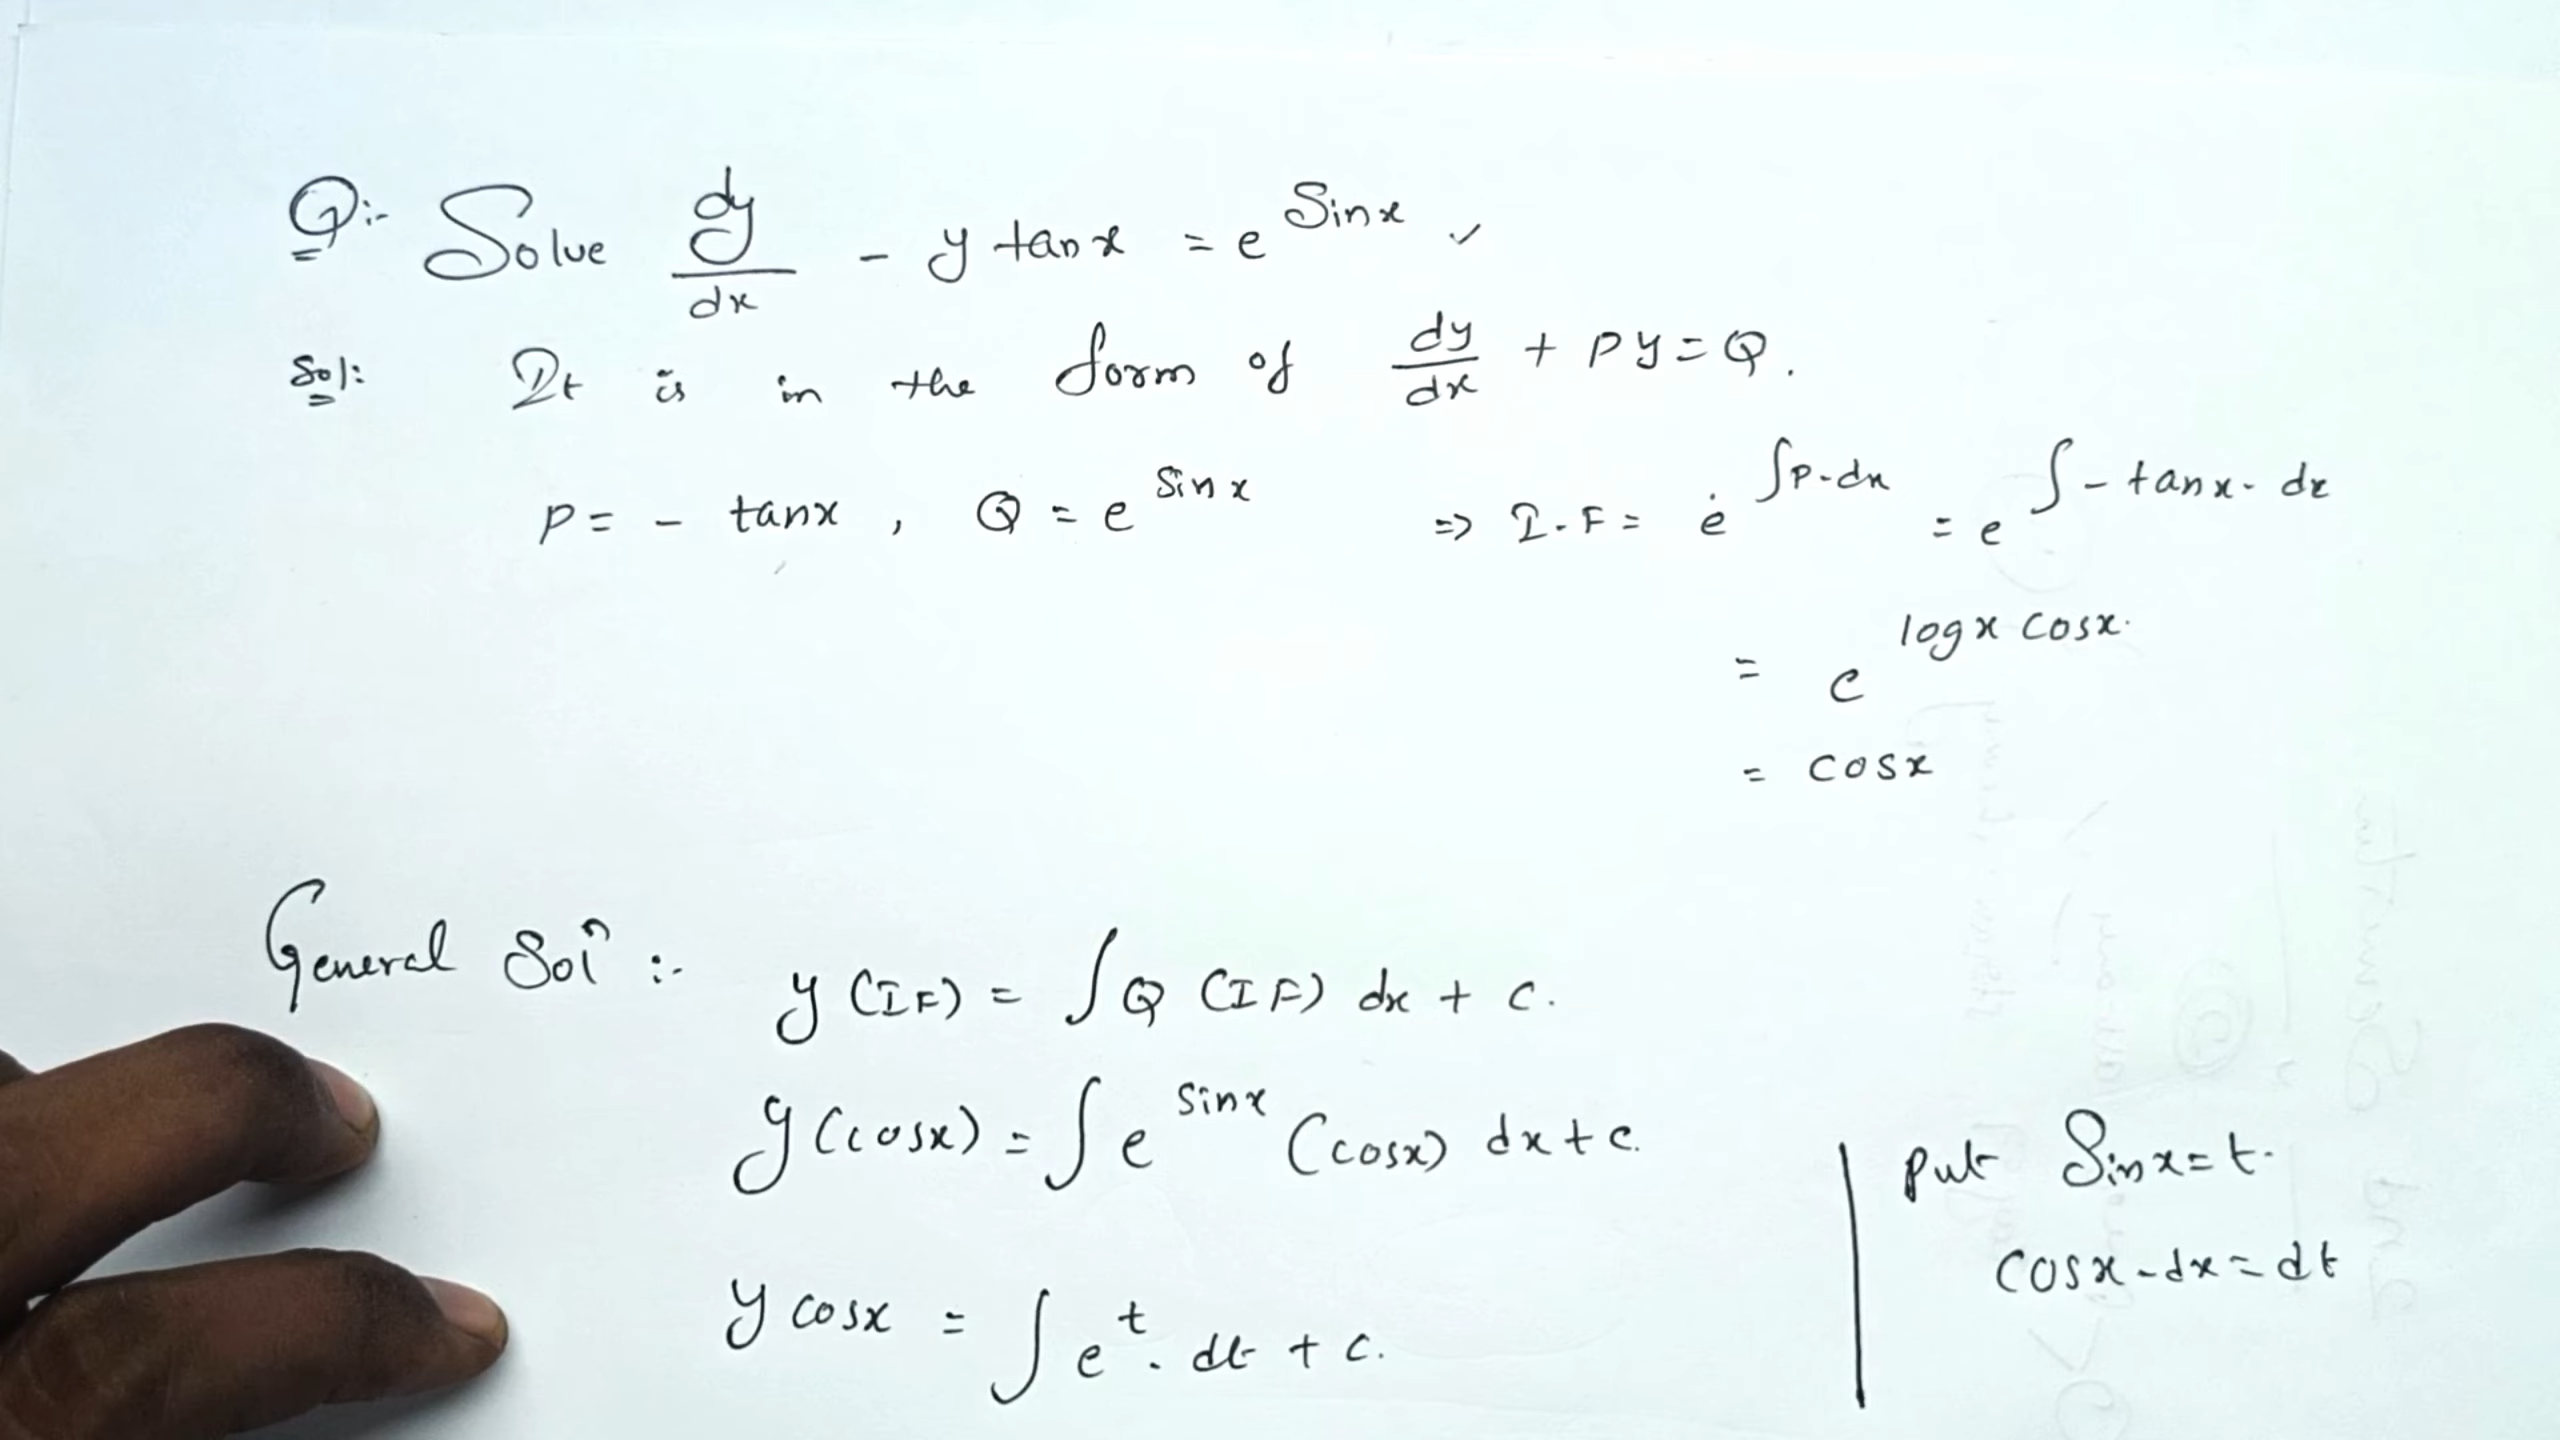 Q:- Solve dy/dx - y tanx = e^Sinx ✓
Sol: It is in the form of dy/dx + Py = Q.
P = - tanx , Q = e^Sinx => I.F = e^∫P.dx = e^∫-tanx.dx
= e^logx cosx.
= cosx
General Solⁿ :- y (IF) = ∫Q (IF) dx + c.
y(cosx) = ∫e^sinx (cosx) dx + c.
put Sinx = t.
cosx.dx = dt
y cosx = ∫e^t . dt + c.